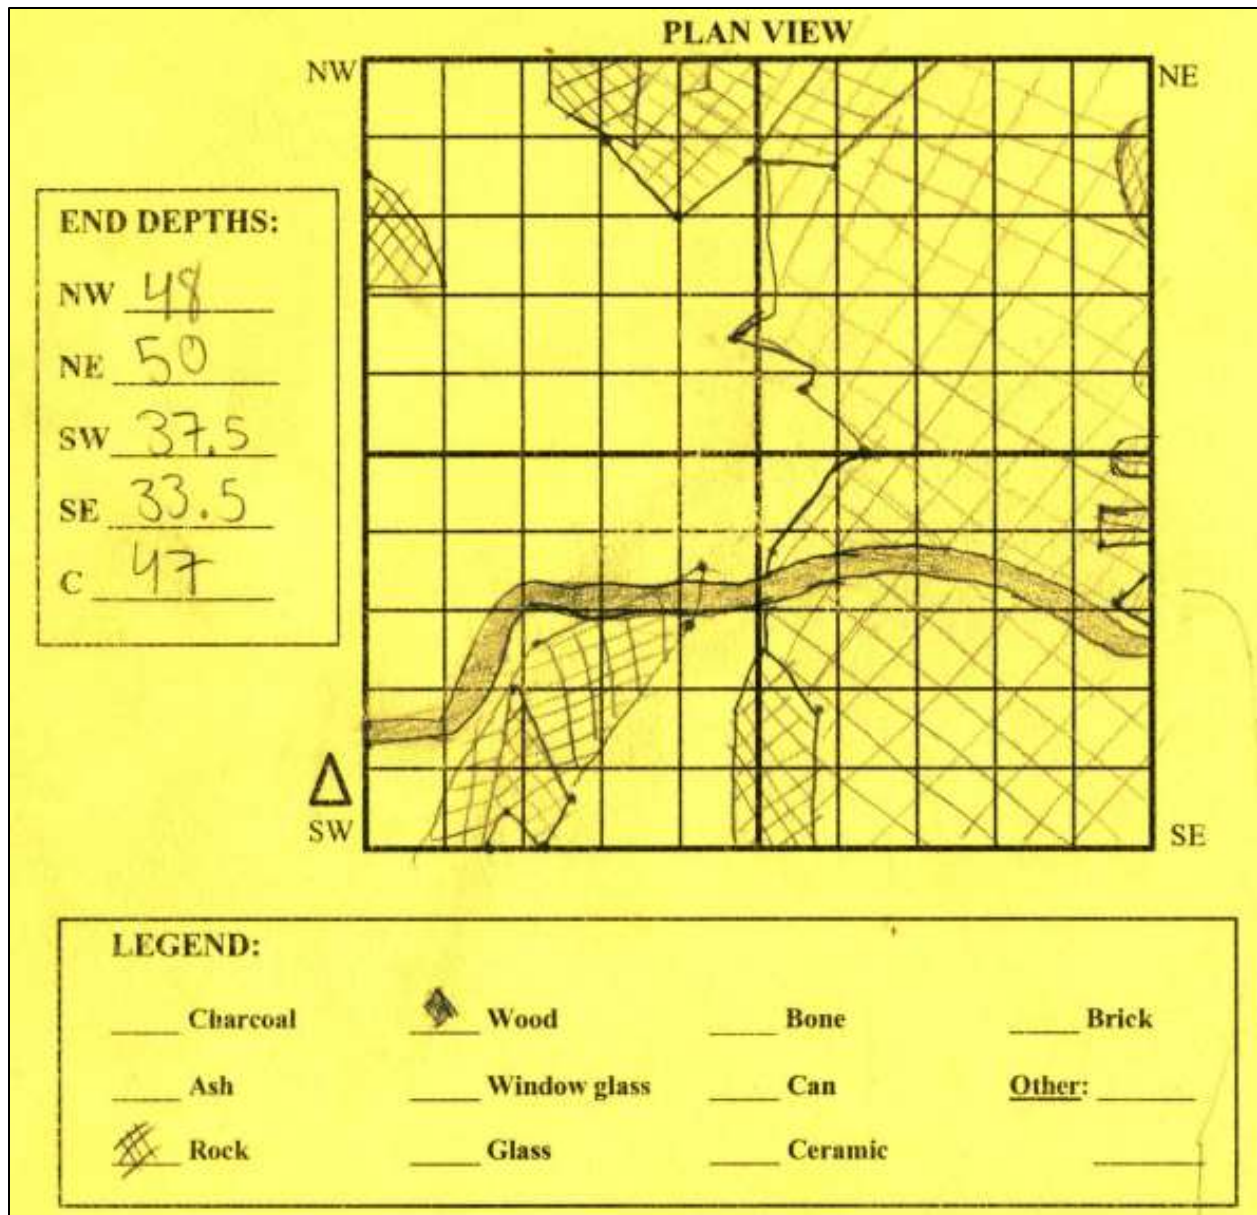 PLAN VIEW
NW
NE
END DEPTHS:
NW 48
NE 50
SW 37.5
SE 33.5
C 47
SW
SE
LEGEND:
Charcoal
Wood
Bone
Brick
Ash
Window glass
Can
Other:
Rock
Glass
Ceramic